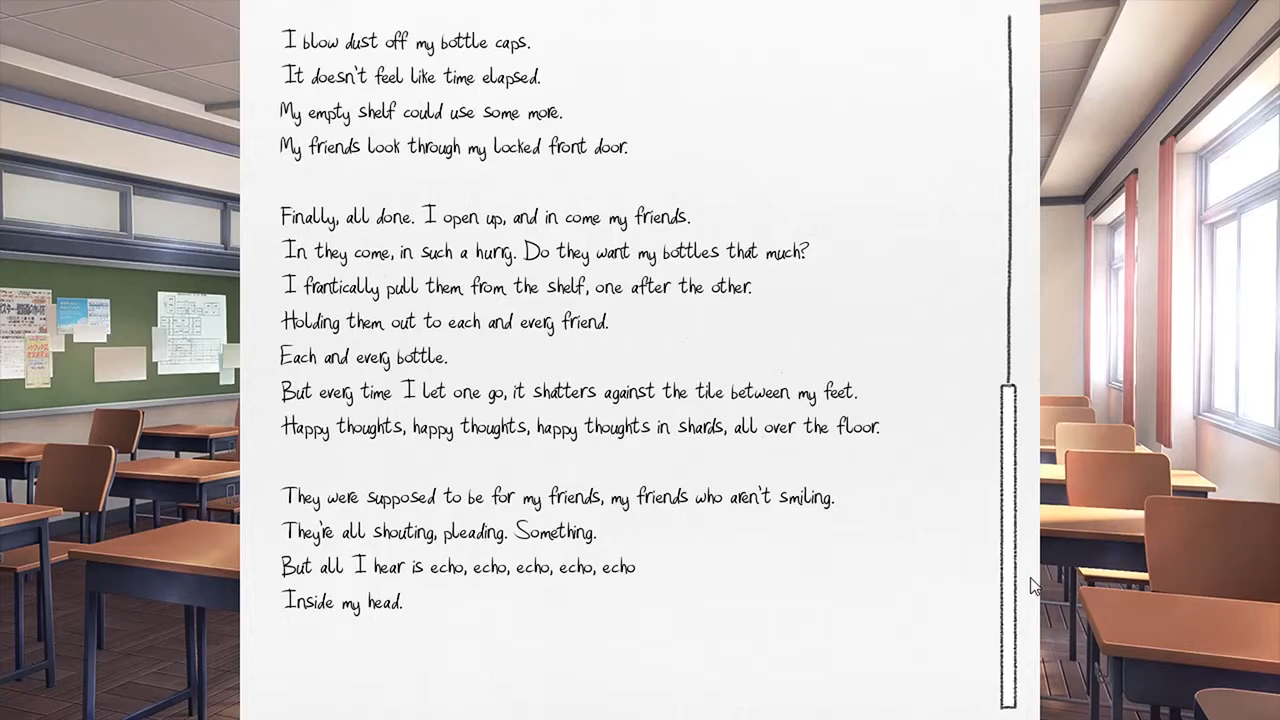 I blow dust off my bottle caps.
It doesn't feel like time elapsed.
My empty shelf could use some more.
My friends look through my locked front door.
Finally, all done. I open up, and in come my friends.
In they come, in such a hurry. Do they want my bottles that much?
I frantically pull them from the shelf, one after the other.
Holding them out to each and every friend.
Each and every bottle.
But every time I let one go, it shatters against the tile between my feet.
Happy thoughts, happy thoughts, happy thoughts in shards, all over the floor.
They were supposed to be for my friends, my friends who aren't smiling.
They're all shouting, pleading. Something.
But all I hear is echo, echo, echo, echo, echo
Inside my head.